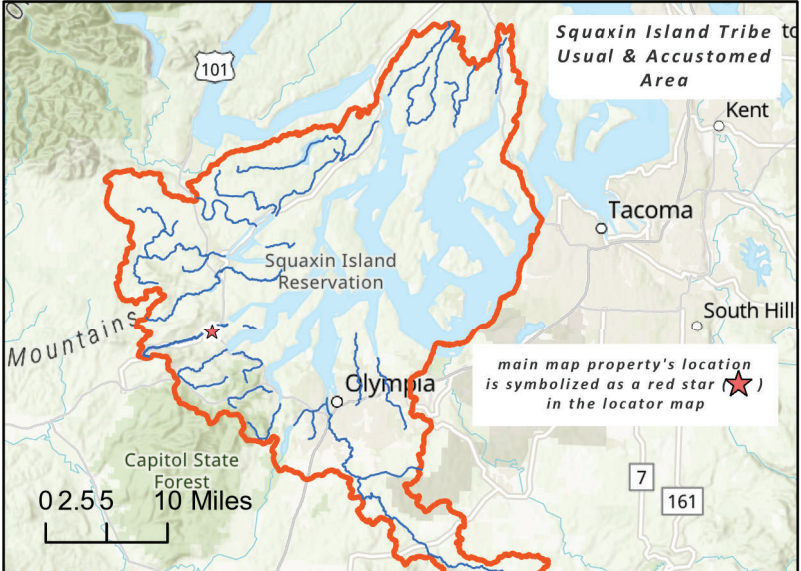 Squaxin Island Tribe
Usual & Accustomed
Area
101
Kent
Tacoma
Squaxin Island
Reservation
South Hill
Mountains
main map property's location
is symbolized as a red star ( )
in the locator map
Olympia
Capitol State
Forest
7
161
0 2.5 5 10 Miles